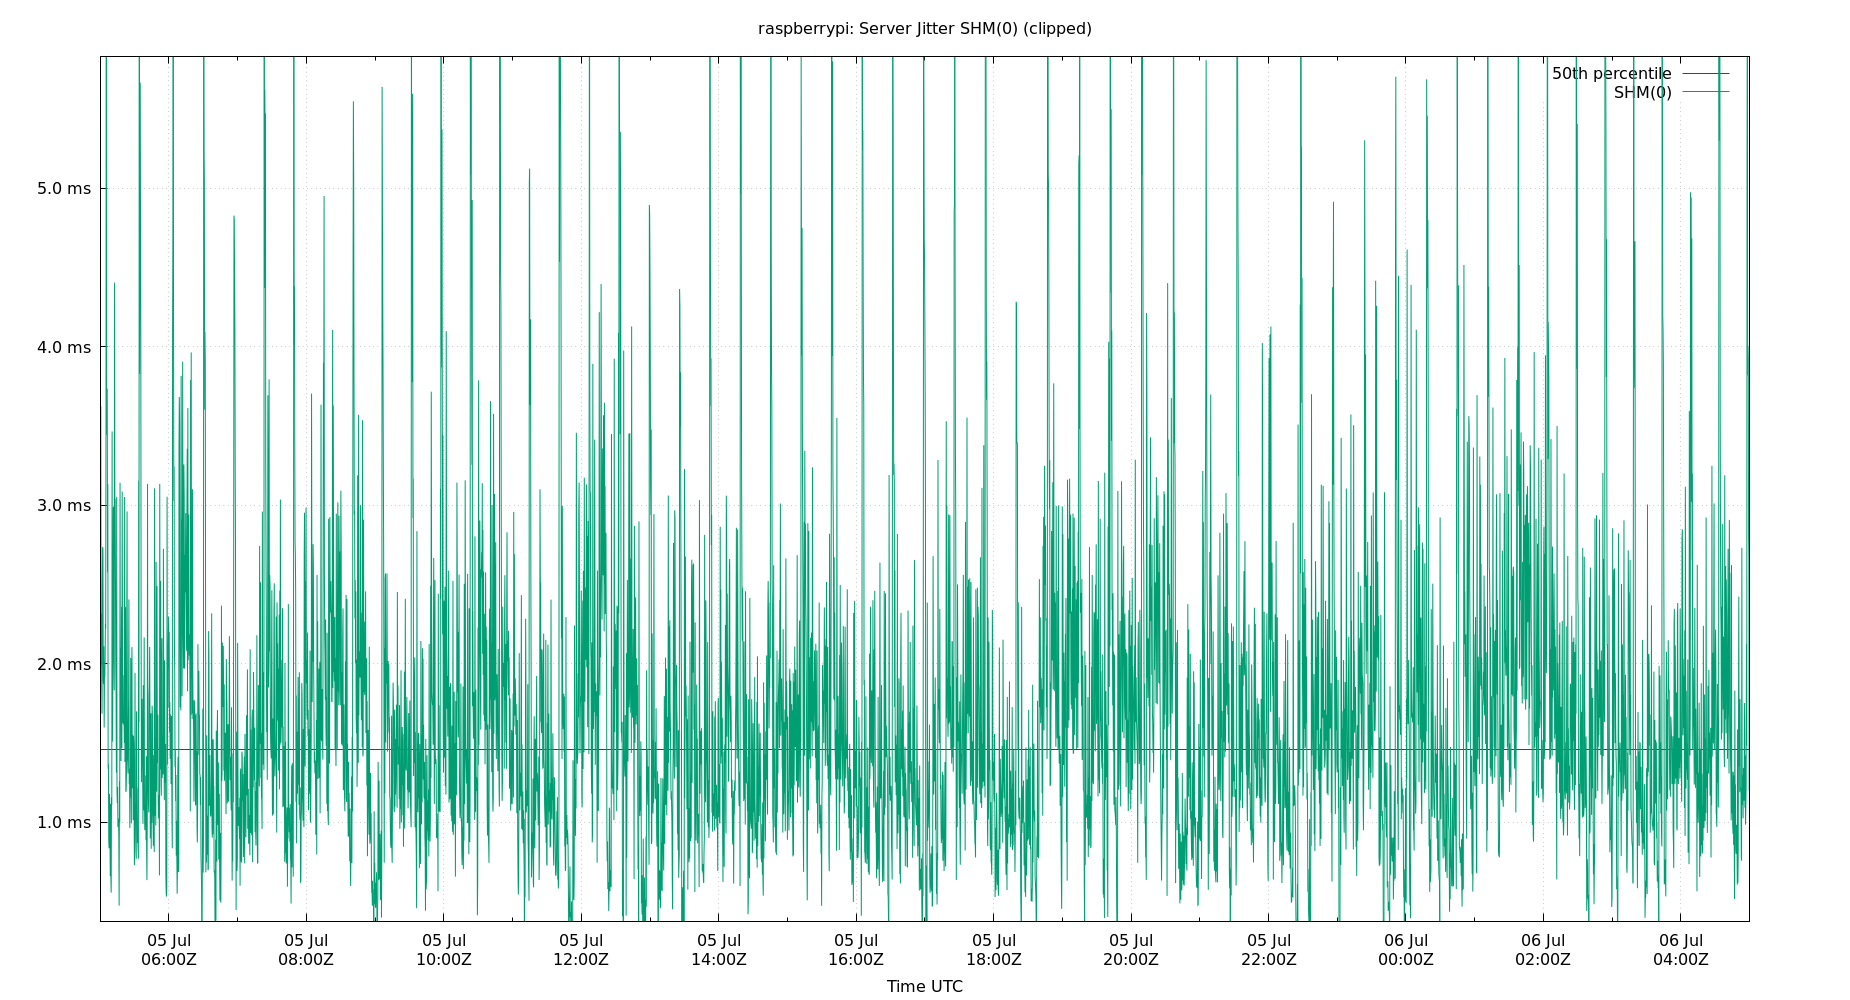 raspberrypi: Server Jitter SHM(0) (clipped)
50th percentile
SHM(0)
5.0 ms
4.0 ms
3.0 ms
2.0 ms
1.0 ms
05 Jul 05 Jul 05 Jul 05 Jul 05 Jul 05 Jul 05 Jul 05 Jul 05 Jul 06 Jul 06 Jul 06 Jul
06:00Z 08:00Z 10:00Z 12:00Z 14:00Z 16:00Z 18:00Z 20:00Z 22:00Z 00:00Z 02:00Z 04:00Z
Time UTC